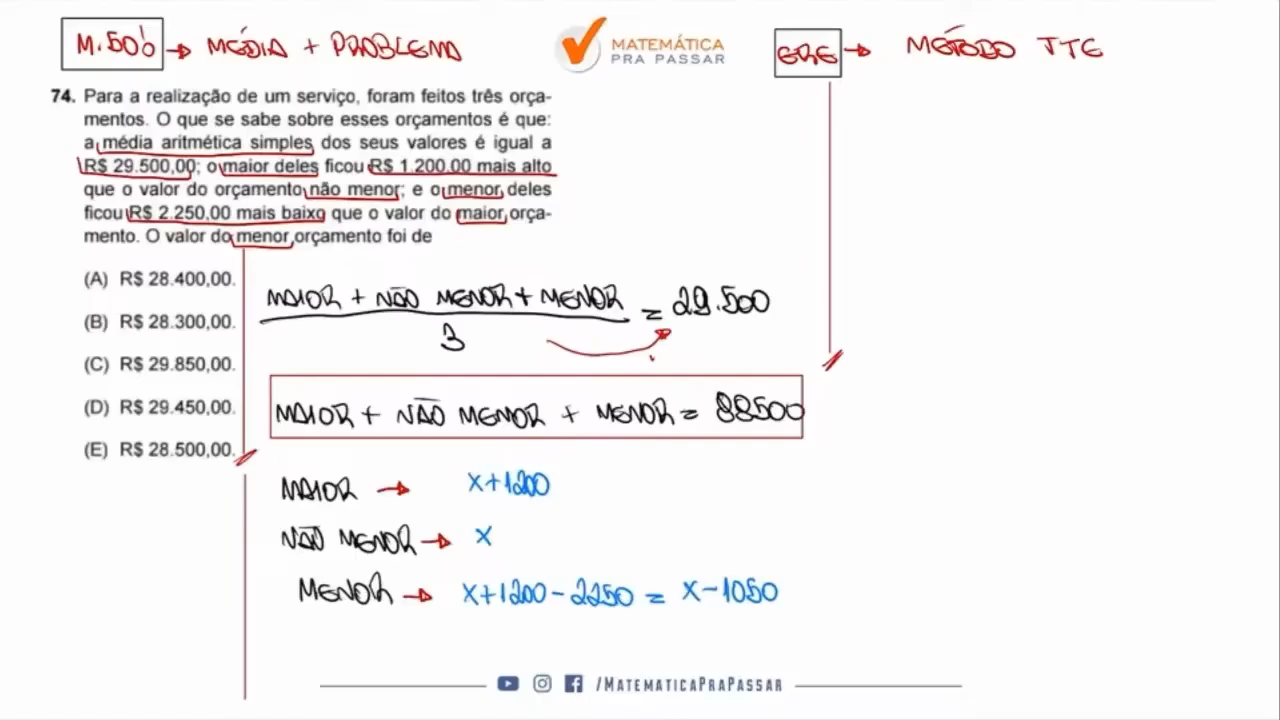 M.500 → MÉDIA + PROBLEMA
MATEMÁTICA
PRA PASSAR
GRE → MÉTODO TTE
74. Para a realização de um serviço, foram feitos três orça-
mentos. O que se sabe sobre esses orçamentos é que:
a média aritmética simples dos seus valores é igual a
R$ 29.500,00; o maior deles ficou R$ 1.200,00 mais alto
que o valor do orçamento não menor; e o menor deles
ficou R$ 2.250,00 mais baixo que o valor do maior orça-
mento. O valor do menor orçamento foi de
(A) R$ 28.400,00.
(B) R$ 28.300,00.
(C) R$ 29.850,00.
(D) R$ 29.450,00.
(E) R$ 28.500,00.
MAIOR + NÃO MENOR + MENOR = 29.500
3
MAIOR + NÃO MENOR + MENOR = 88500
MAIOR → X+1200
NÃO MENOR → X
MENOR → X+1200-2250 = X-1050
/MATEMATICAPRAPASSAR